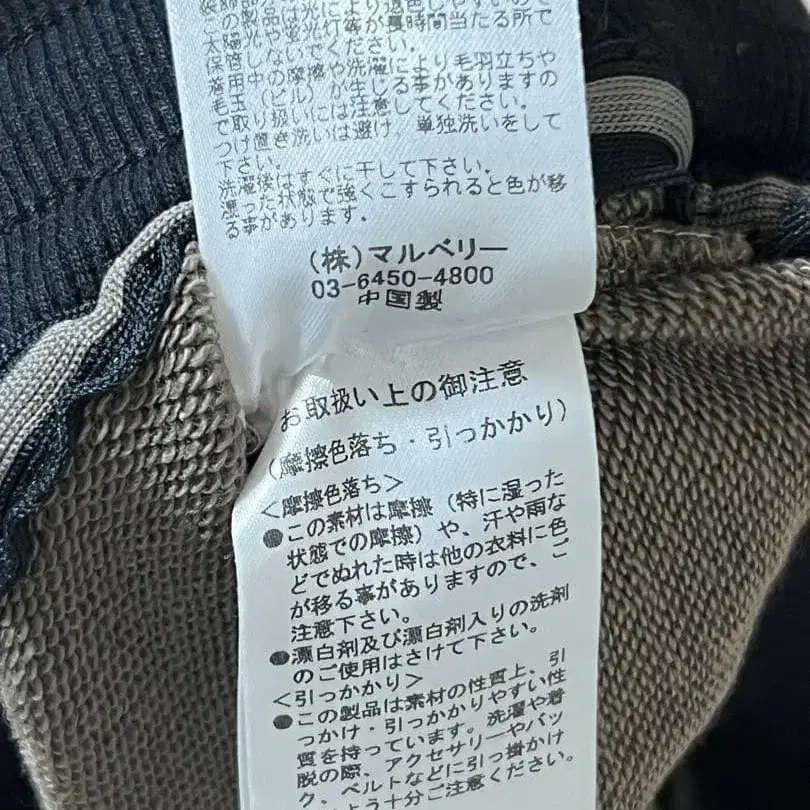 製品は光により退色しやすいので
太陽光や蛍光灯等が長時間当たる所で
保管しないでください。
着用中の摩擦や洗濯により毛羽立ちや
毛玉(ピル)が生じる事がありますの
で取り扱いには注意してください。
つけ置き洗いは避け、単独洗いをして
下さい。
洗濯後はすぐに干して下さい。
湿った状態で強くこすられると色が移
る事があります。
(株)マルベリー
03-6450-4800
中国製
お取扱い上の御注意
(摩擦色落ち・引っかかり)
<摩擦色落ち>
●この素材は摩擦(特に湿った
状態での摩擦)や、汗や雨な
どでぬれた時は他の衣料に色
が移る事がありますので、ご
注意下さい。
●漂白剤及び漂白剤入りの洗剤
のご使用はさけて下さい。
<引っかかり>
●この製品は素材の性質上、引
っかけ・引っかかりやすい性
質を持っています。洗濯や着
脱の際、アクセサリーやバッ
ク、ベルトなどに引っ掛かけ
よう十分ご注意ください。